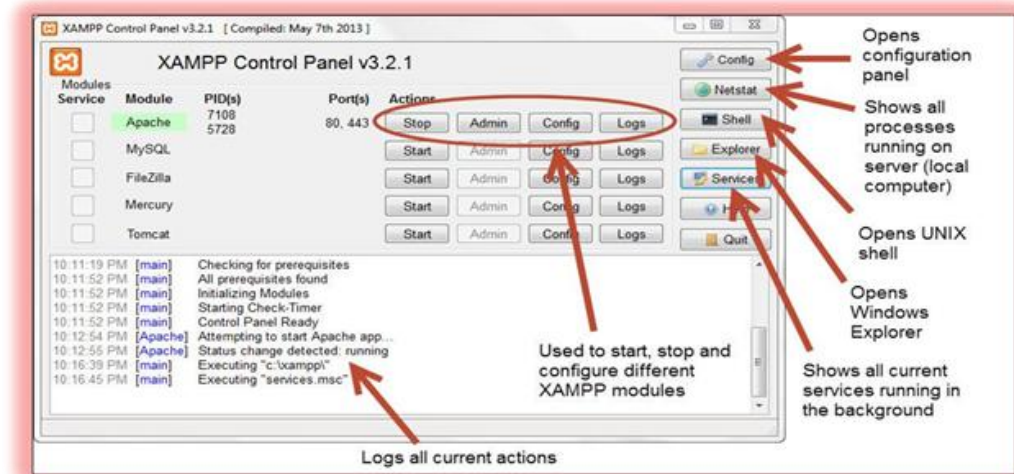 XAMPP Control Panel v3.2.1 [ Compiled: May 7th 2013 ]
XAMPP Control Panel v3.2.1
Modules
Service Module PID(s) Port(s) Actions
Apache 7108 5728 80, 443 Stop Admin Config Logs
MySQL Start Admin Config Logs
FileZilla Start Admin Config Logs
Mercury Start Admin Config Logs
Tomcat Start Admin Config Logs
Config
Netstat
Shell
Explorer
Services
Quit
10:11:19 PM [main] Checking for prerequisites
10:11:52 PM [main] All prerequisites found
10:11:52 PM [main] Initializing Modules
10:11:52 PM [main] Starting Check-Timer
10:11:52 PM [main] Control Panel Ready
10:12:54 PM [Apache] Attempting to start Apache app...
10:12:55 PM [Apache] Status change detected: running
10:16:39 PM [main] Executing "c:\xampp\"
10:16:45 PM [main] Executing "services.msc"
Opens
configuration
panel
Shows all
processes
running on
server (local
computer)
Opens UNIX
shell
Opens
Windows
Explorer
Shows all current
services running in
the background
Used to start, stop and
configure different
XAMPP modules
Logs all current actions